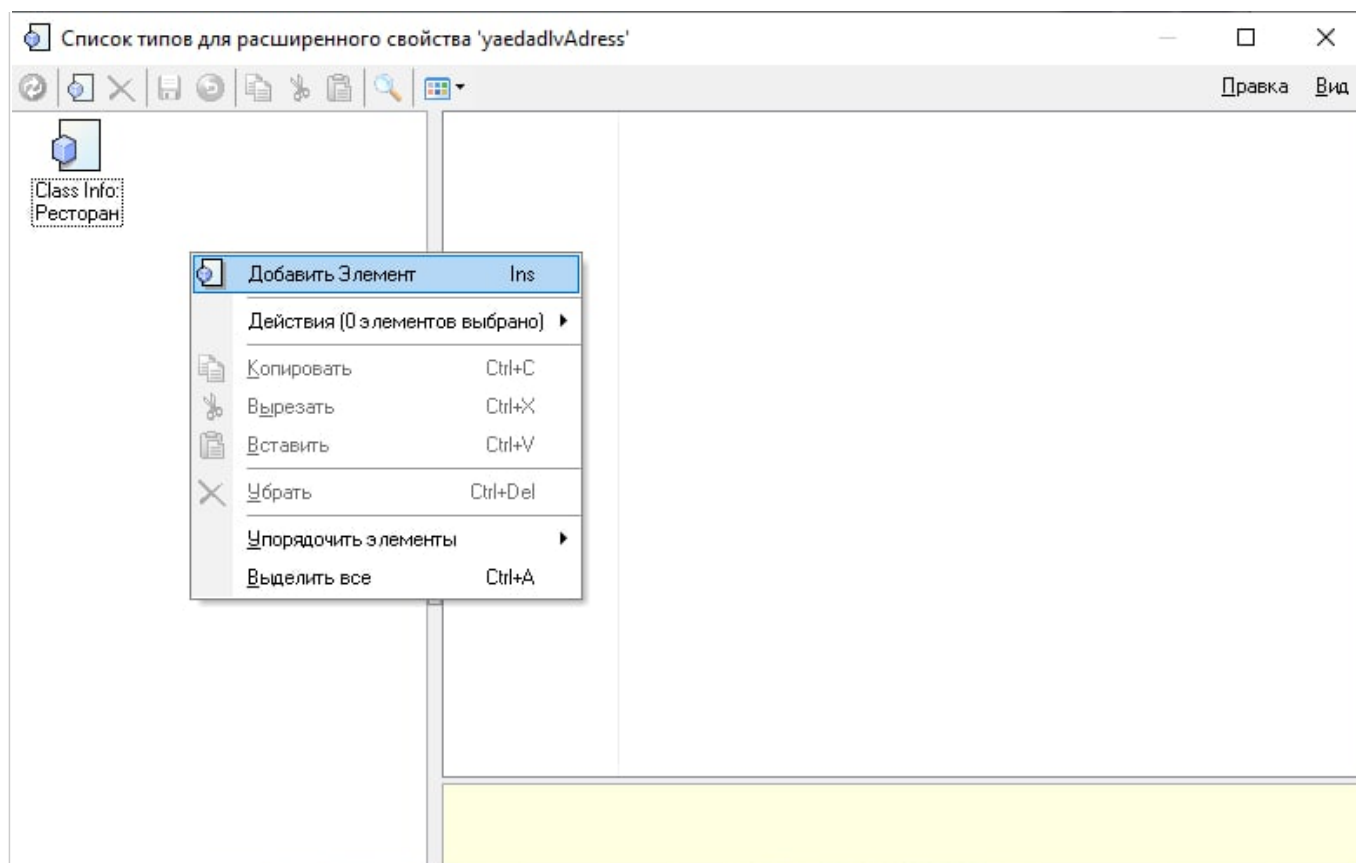 Список типов для расширенного свойства 'yaedadlvAdress'
Правка Вид
Class Info:
Ресторан
Добавить Элемент Ins
Действия (0 элементов выбрано)
Копировать Ctrl+C
Вырезать Ctrl+X
Вставить Ctrl+V
Убрать Ctrl+Del
Упорядочить элементы
Выделить все Ctrl+A